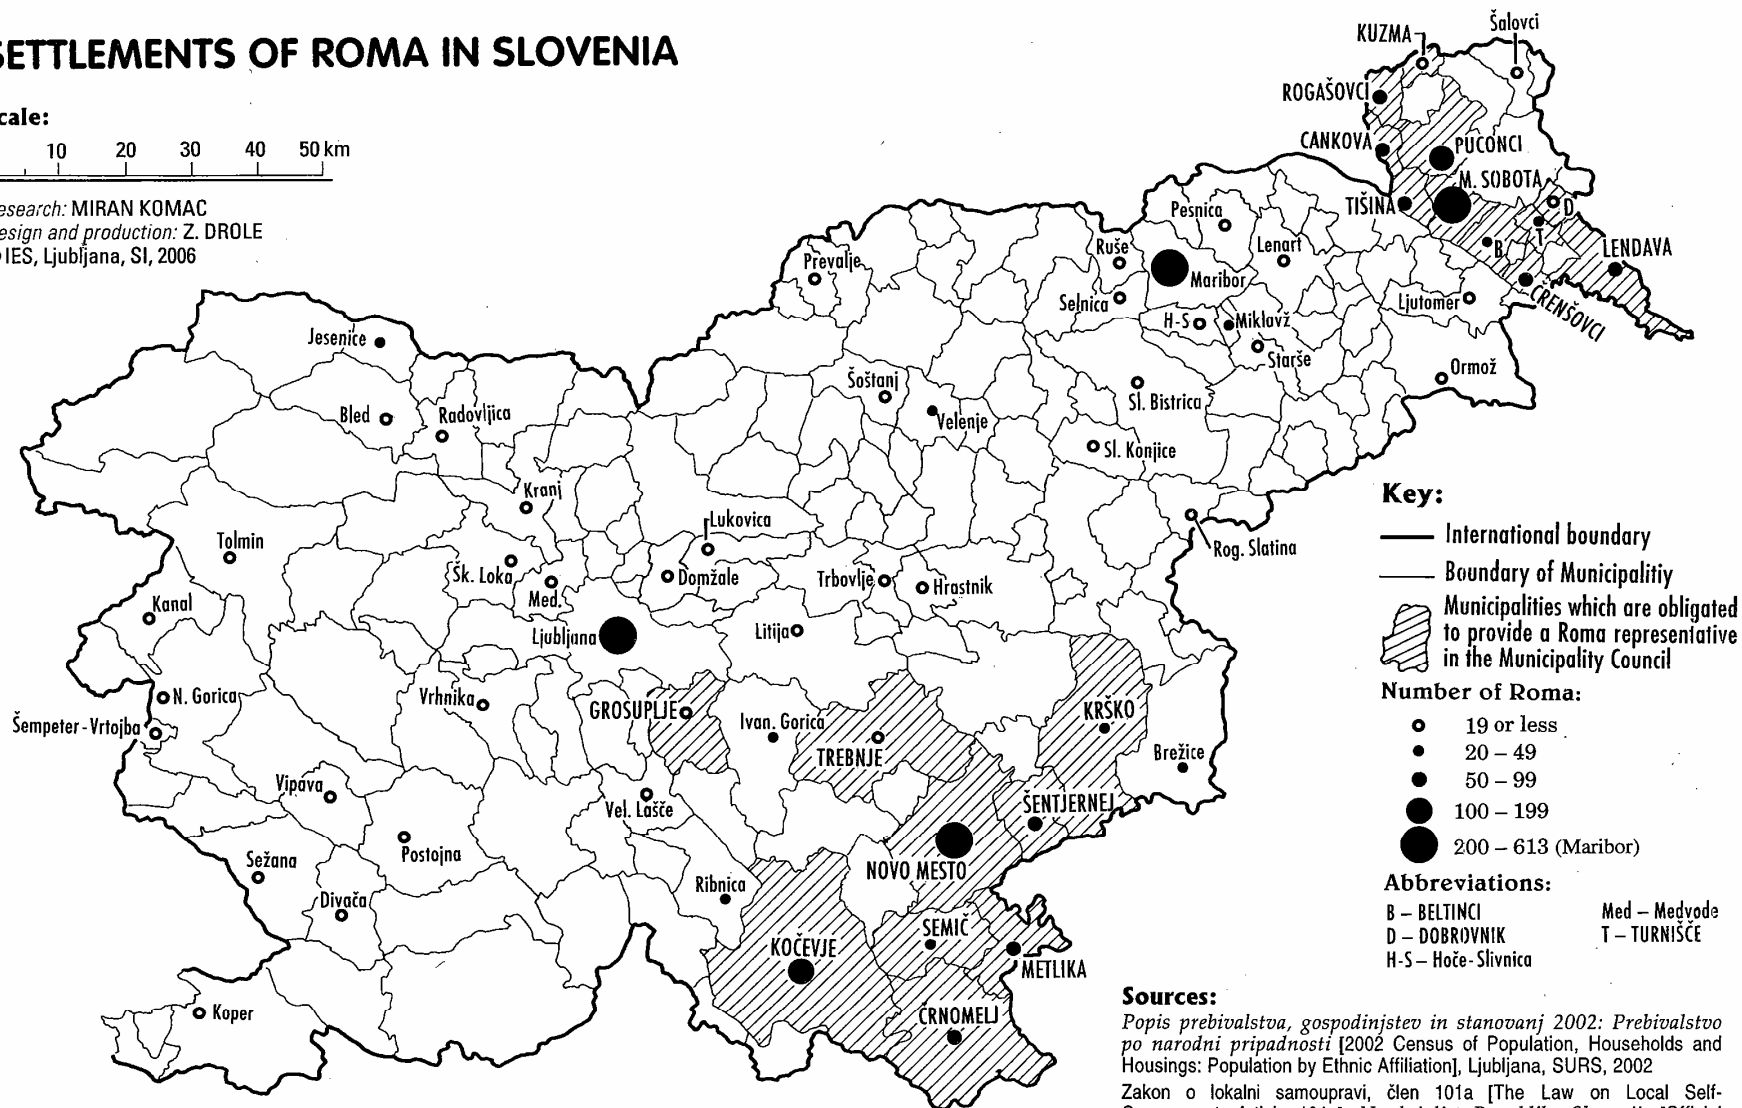 SETTLEMENTS OF ROMA IN SLOVENIA
cale:
10 20 30 40 50 km
esearch: MIRAN KOMAC
esign and production: Z. DROLE
IES, Ljubljana, SI, 2006
KUZMA
Šalovci
ROGAŠOVCI
CANKOVA
PUCONCI
M. SOBOTA
TIŠINA
D
T
B
LENDAVA
ČRENŠOVCI
Pesnica
Ruše
Lenart
Prevalje
Maribor
Selnica
Ljutomer
H-S
Miklavž
Starše
Jesenice
Ormož
Šoštanj
Sl. Bistrica
Bled
Radovljica
Velenje
Sl. Konjice
Kranj
Lukovica
Tolmin
Rog. Slatina
Šk. Loka
Domžale
Trbovlje
Hrastnik
Med.
Kanal
Ljubljana
Litija
N. Gorica
Vrhnika
GROSUPLJE
Ivan. Gorica
KRŠKO
Šempeter-Vrtojba
TREBNJE
Brežice
Vipava
Vel. Lašče
ŠENTJERNEJ
Postojna
Sežana
NOVO MESTO
Ribnica
Divača
SEMIČ
KOČEVJE
METLIKA
Koper
ČRNOMELJ
Key:
International boundary
Boundary of Municipalitiy
Municipalities which are obligated
to provide a Roma representative
in the Municipality Council
Number of Roma:
19 or less
20 – 49
50 – 99
100 – 199
200 – 613 (Maribor)
Abbreviations:
B – BELTINCI Med – Medvode
D – DOBROVNIK T – TURNIŠČE
H-S – Hoče-Slivnica
Sources:
Popis prebivalstva, gospodinjstev in stanovanj 2002: Prebivalstvo
po narodni pripadnosti [2002 Census of Population, Households and
Housings: Population by Ethnic Affiliation], Ljubljana, SURS, 2002
Zakon o lokalni samoupravi, člen 101a [The Law on Local Self-